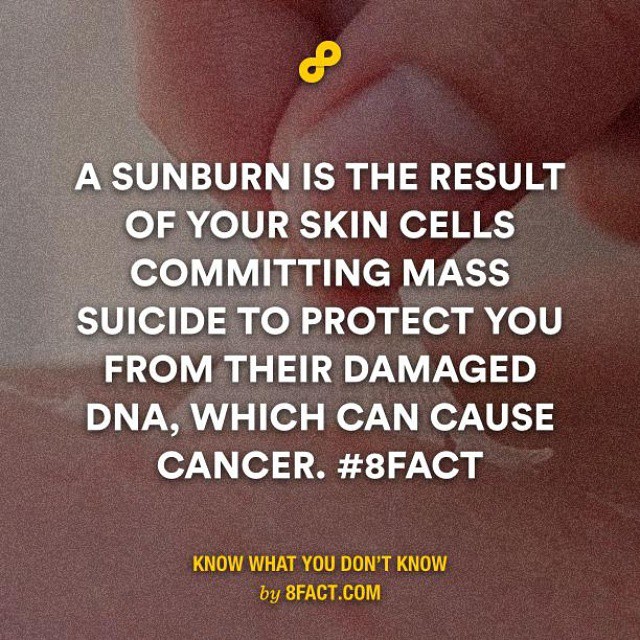 A SUNBURN IS THE RESULT
OF YOUR SKIN CELLS
COMMITTING MASS
SUICIDE TO PROTECT YOU
FROM THEIR DAMAGED
DNA, WHICH CAN CAUSE
CANCER. #8FACT
KNOW WHAT YOU DON'T KNOW
by 8FACT.COM